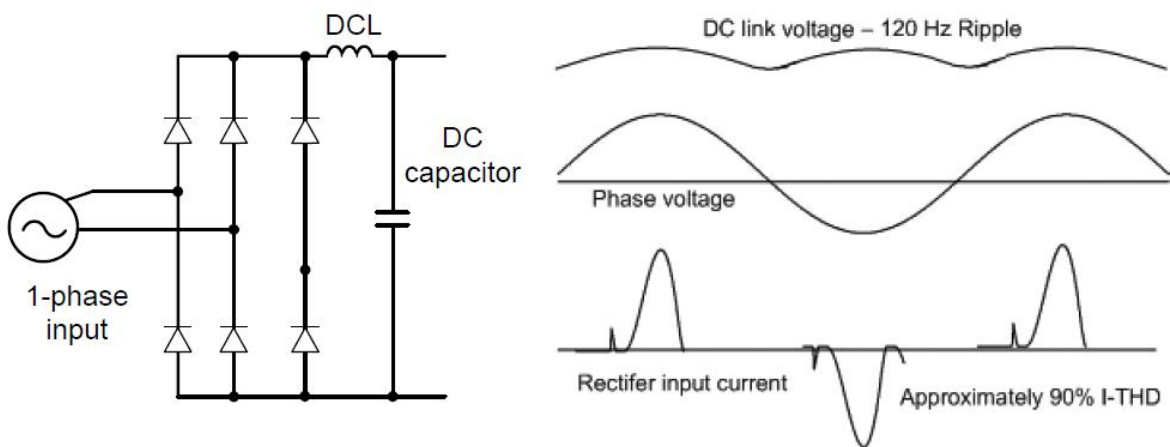 DCL
DC
capacitor
1-phase
input
DC link voltage – 120 Hz Ripple
Phase voltage
Rectifer input current
Approximately 90% I-THD